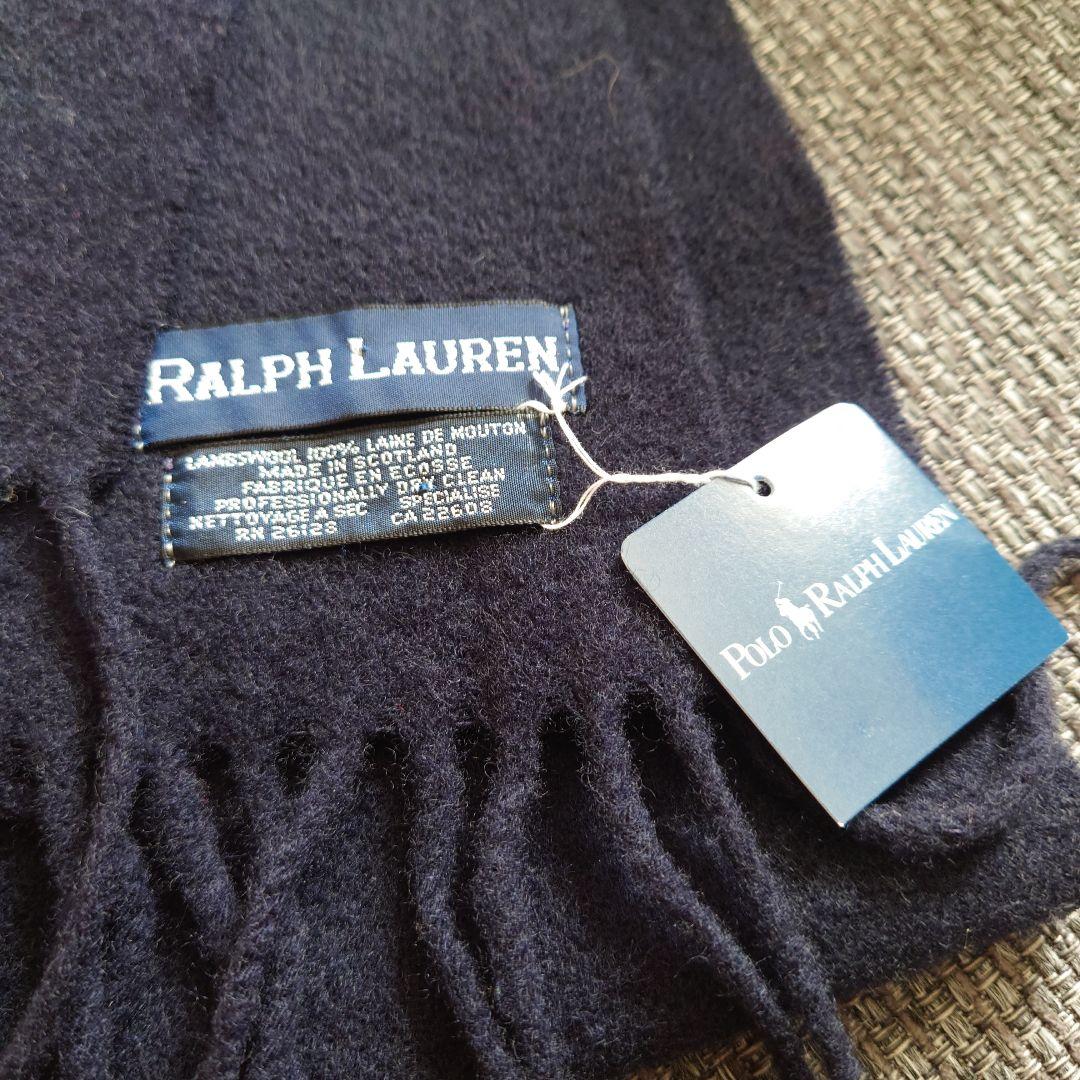 RALPH LAUREN
LAMBSWOOL 100% LAINE DE MOUTON
MADE IN SCOTLAND
FABRIQUE EN ECOSSE
PROFESSIONALLY DRY CLEAN
NETTOYAGE A SEC SPECIALISE
RN 26128 CA 22608
POLO RALPH LAUREN